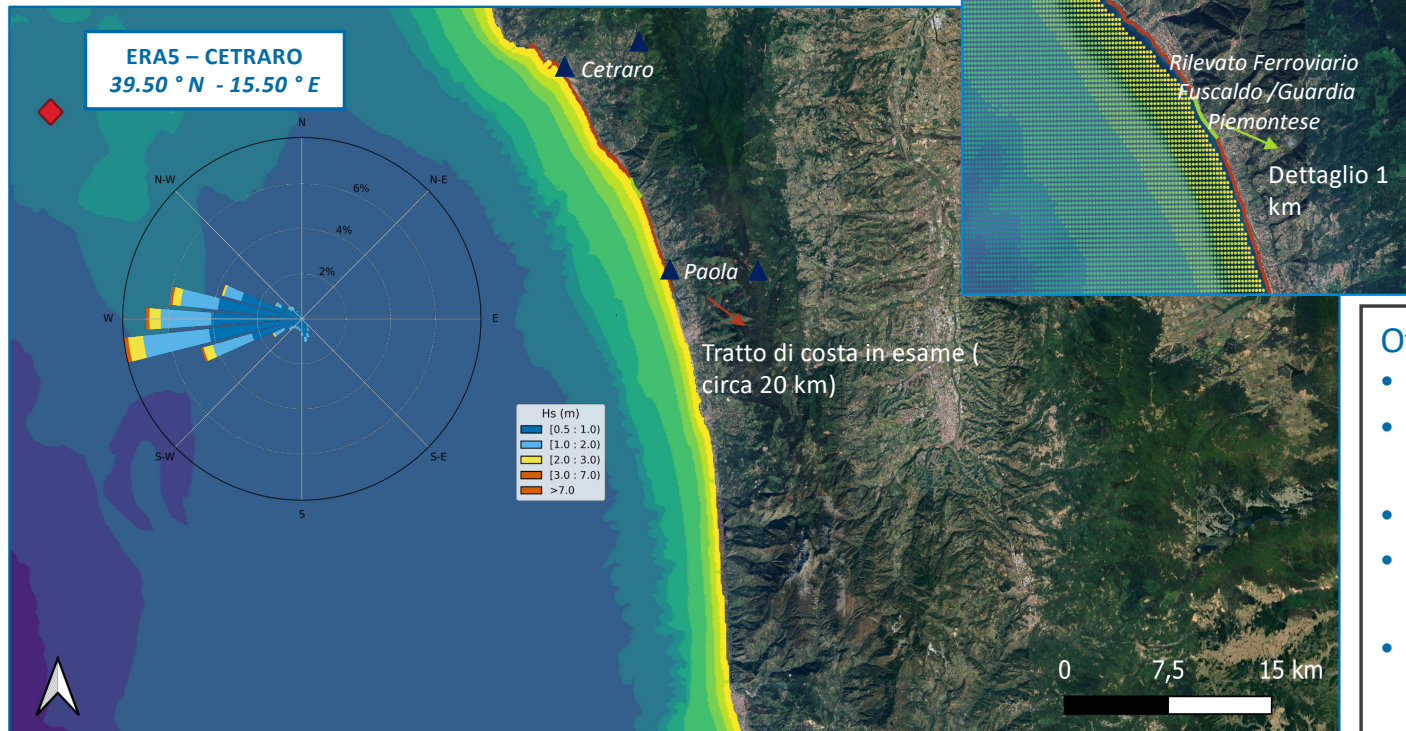 ERA5 – CETRARO
39.50 ° N - 15.50 ° E
N
N-W
N-E
6%
4%
2%
W
E
S-W
S-E
S
Hs (m)
[0.5 : 1.0)
[1.0 : 2.0)
[2.0 : 3.0)
[3.0 : 7.0)
>7.0
Cetraro
Paola
Tratto di costa in esame (
circa 20 km)
0 7,5 15 km
Rilevato Ferroviario
Fuscaldo /Guardia
Piemontese
Dettaglio 1
km